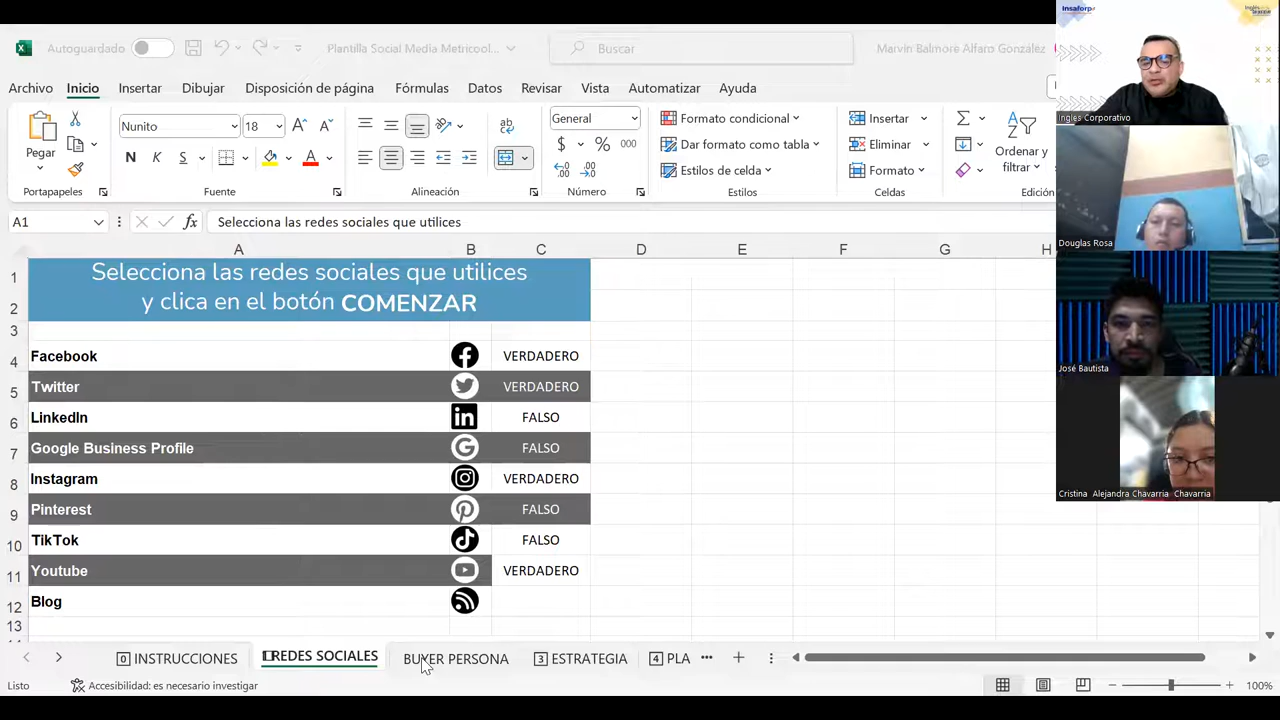 Autoguardado
Plantilla Social Media Metricool...
Buscar
Marvin Balmore Alfaro Gonzalez
Archivo Inicio Insertar Dibujar Disposición de página Fórmulas Datos Revisar Vista Automatizar Ayuda
Pegar
Nunito 18
General
Formato condicional
Dar formato como tabla
Estilos de celda
Insertar
Eliminar
Formato
Ordenar y
filtrar
N K S
$ % 000
Portapapeles Fuente Alineación Número Estilos Celdas Edición
A1
fx
Selecciona las redes sociales que utilices
A B C D E F G H
1 Selecciona las redes sociales que utilices
2 y clica en el botón COMENZAR
3
4 Facebook VERDADERO
5 Twitter VERDADERO
6 LinkedIn FALSO
7 Google Business Profile FALSO
8 Instagram VERDADERO
9 Pinterest FALSO
10 TikTok FALSO
11 Youtube VERDADERO
12 Blog
13
0 INSTRUCCIONES REDES SOCIALES BUYER PERSONA 3 ESTRATEGIA 4 PLA ...
Listo
Accesibilidad: es necesario investigar
100%
Insaforp
Ingles Corporativo
Douglas Rosa
José Bautista
Cristina Alejandra Chavarria Chavarria